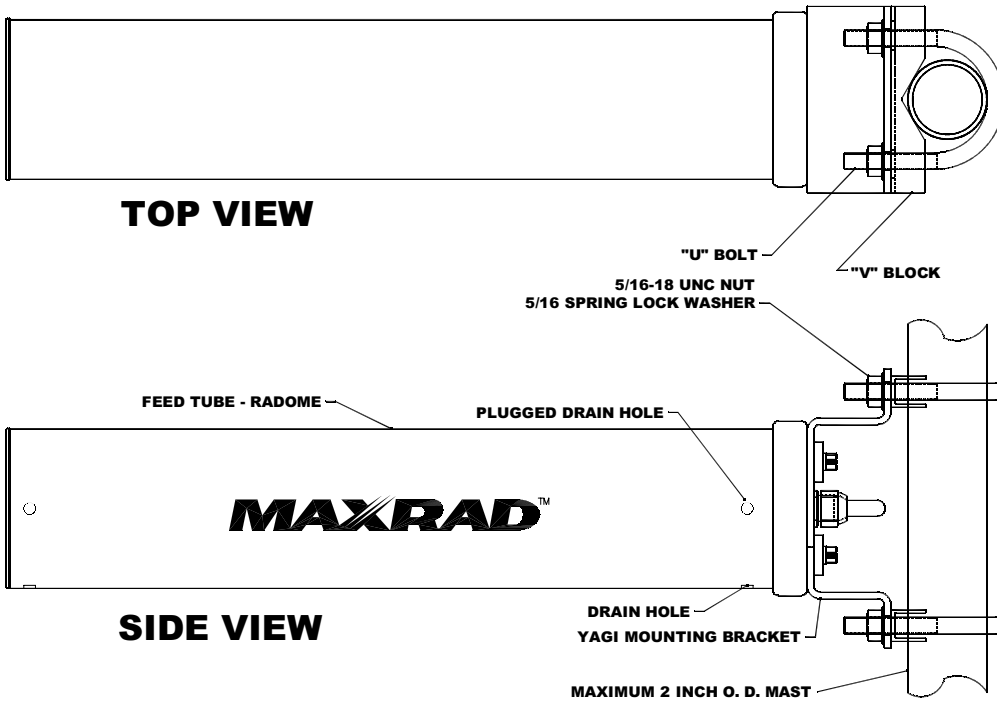 TOP VIEW
"U" BOLT
"V" BLOCK
5/16-18 UNC NUT
5/16 SPRING LOCK WASHER
FEED TUBE - RADOME
PLUGGED DRAIN HOLE
MAXRAD™
DRAIN HOLE
SIDE VIEW
YAGI MOUNTING BRACKET
MAXIMUM 2 INCH O. D. MAST